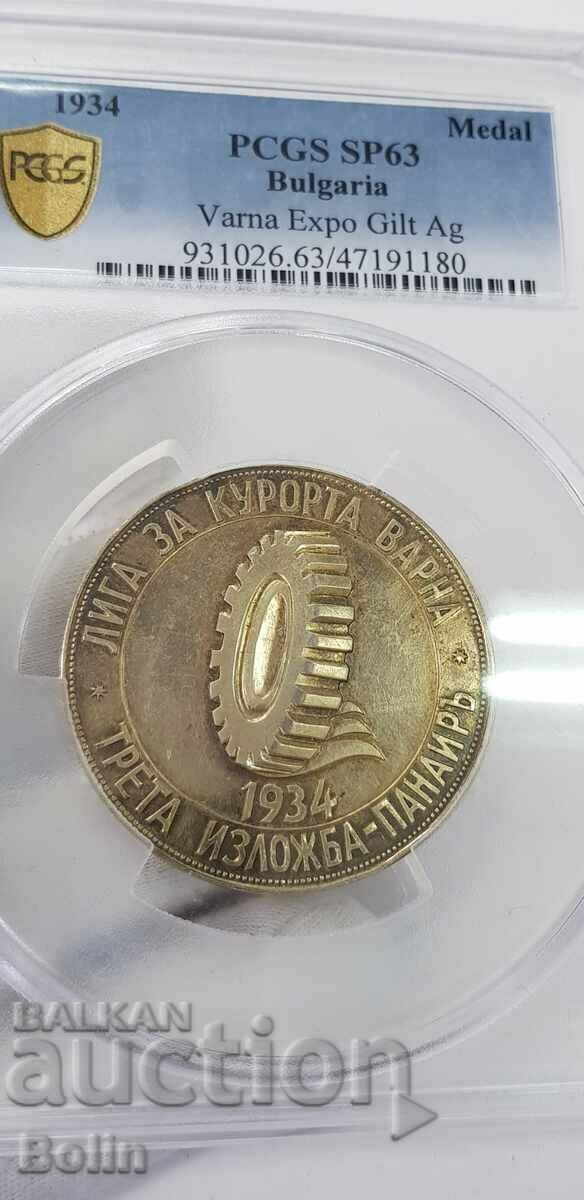 1934
Medal
PCGS
PCGS SP63
Bulgaria
Varna Expo Gilt Ag
931026.63/47191180
ЛИГА ЗА КУРОРТА ВАРНА
1934
ТРЕТА ИЗЛОЖБА-ПАНАИРЪ
BALKAN
auction
Bolin